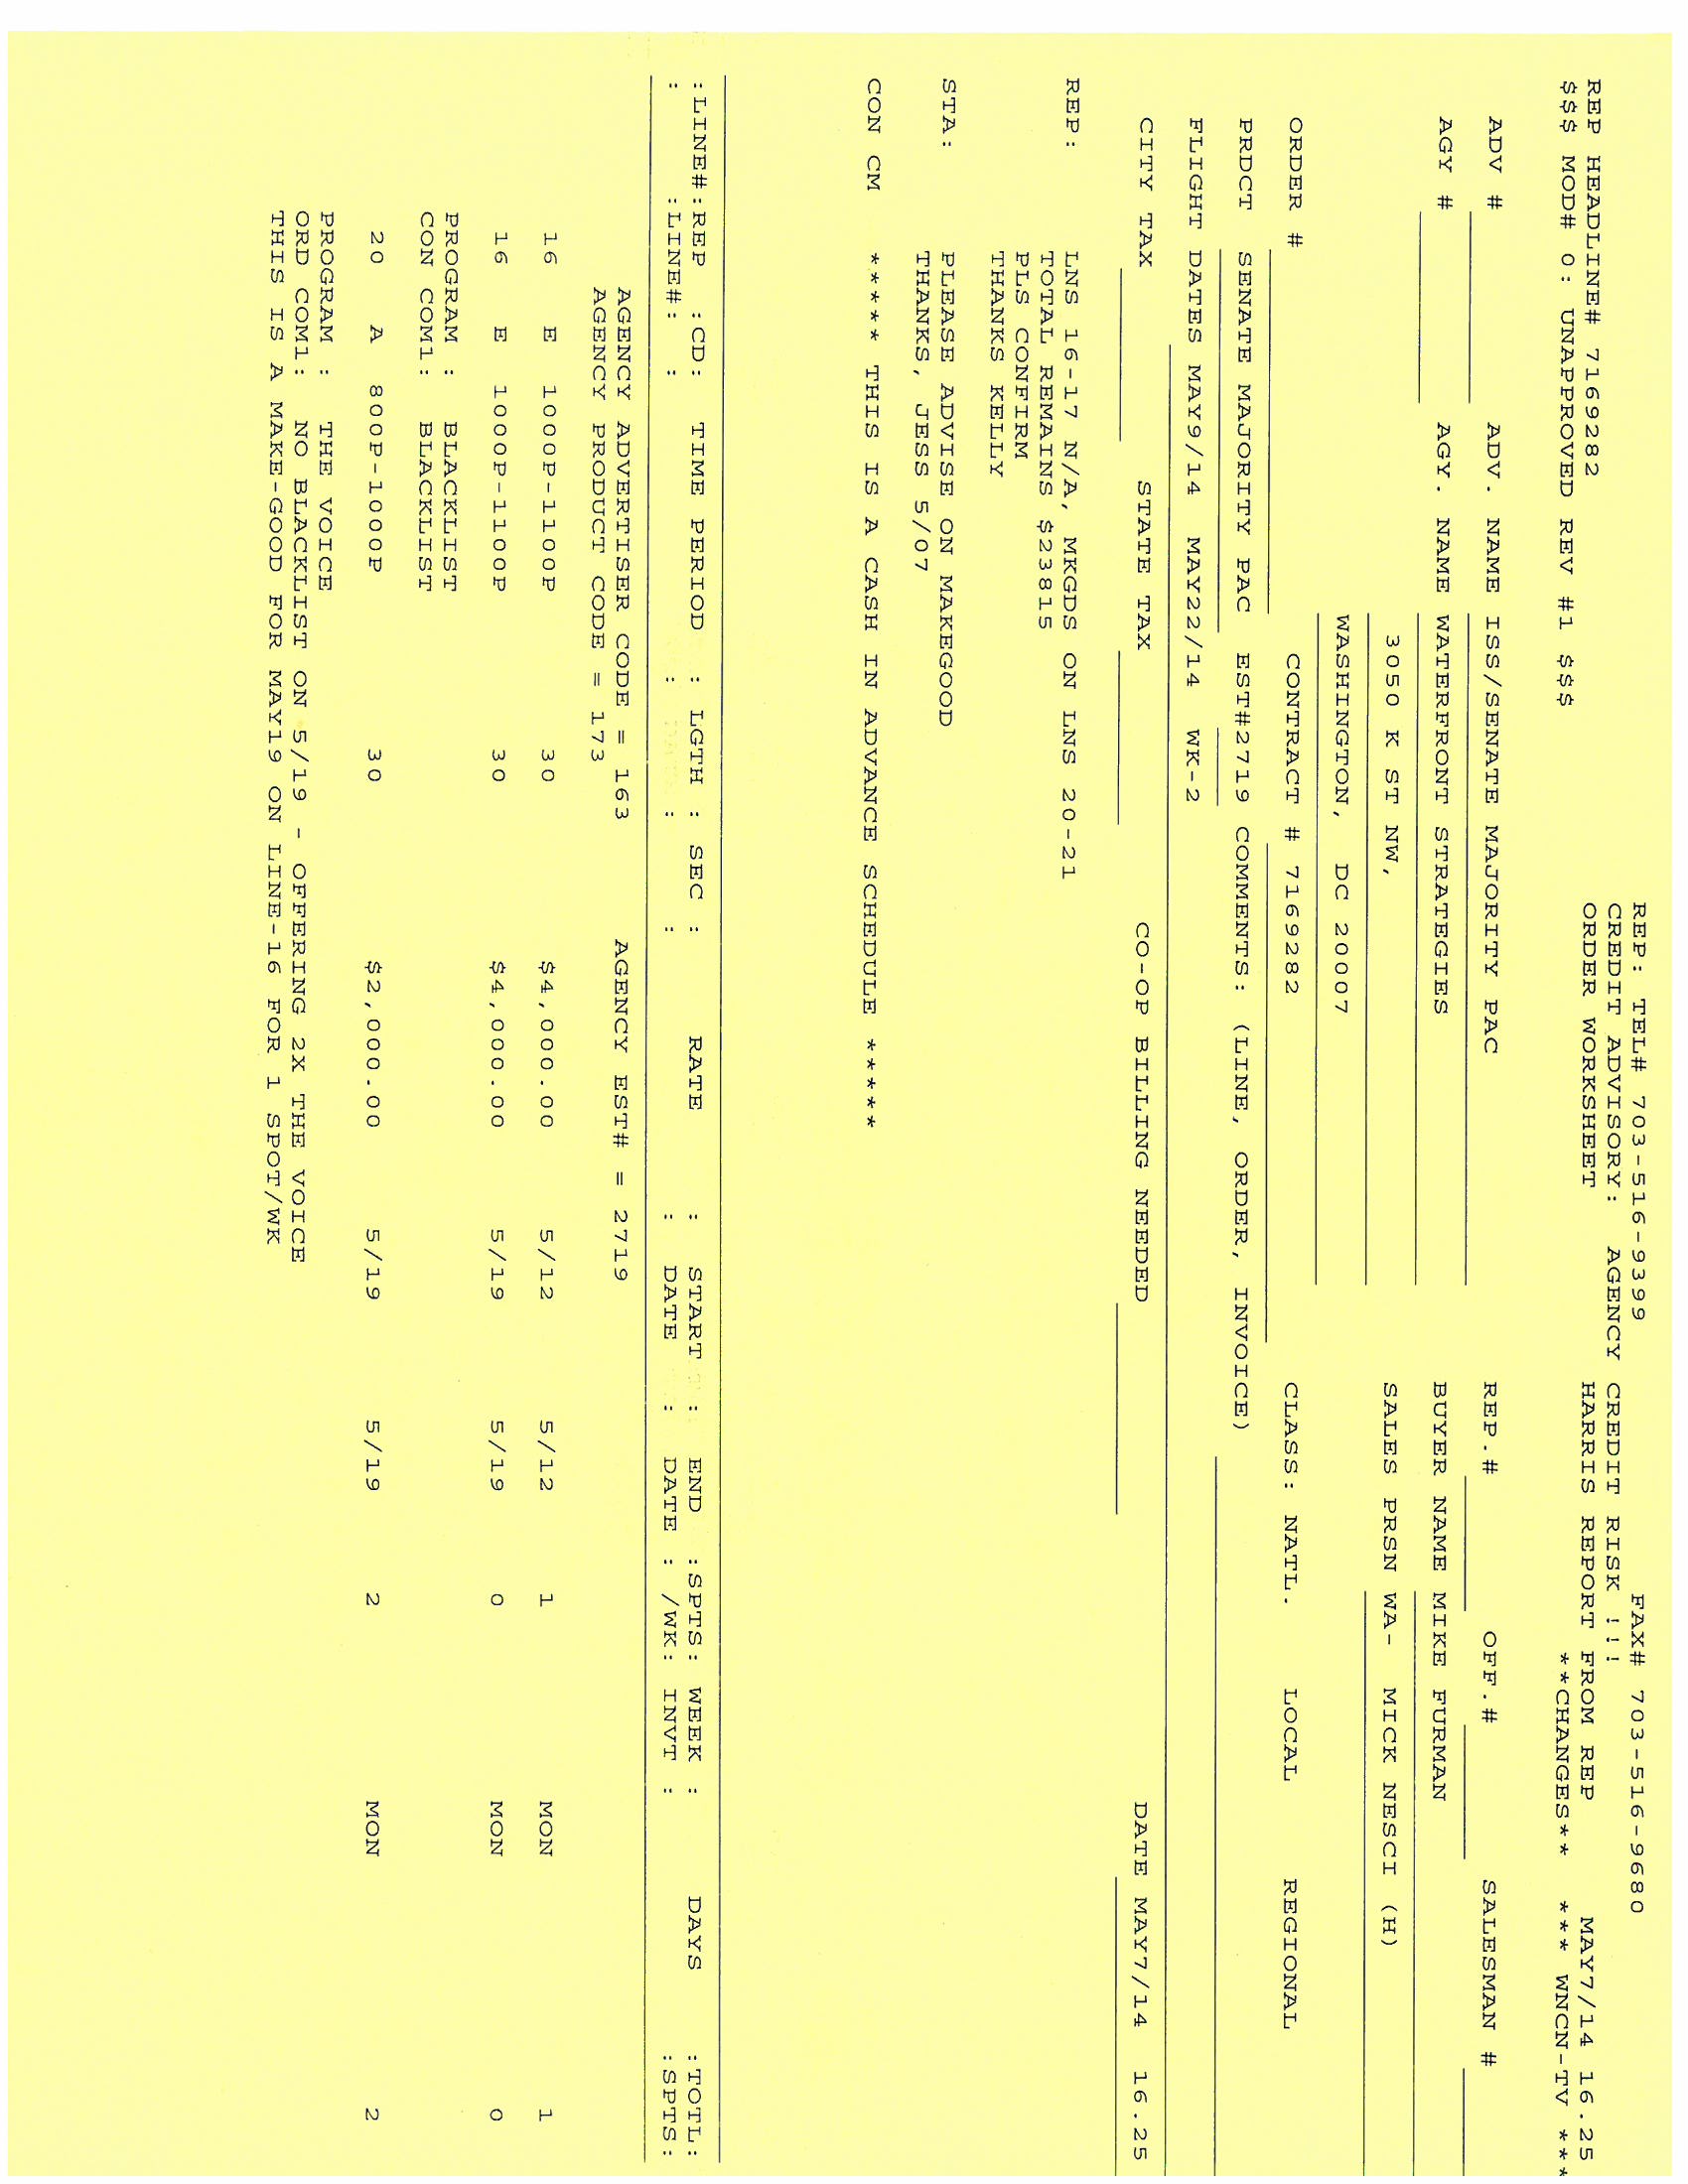 REP: TEL# 703-516-9399 FAX# 703-516-9680
CREDIT ADVISORY: AGENCY CREDIT RISK !!!
REP HEADLINE# 7169282 ORDER WORKSHEET HARRIS REPORT FROM REP MAY7/14 16.25
$$$ MOD# 0: UNAPPROVED REV #1 $$$ **CHANGES** *** WNCN-TV ***
ADV # ADV. NAME ISS/SENATE MAJORITY PAC REP.# OFF.# SALESMAN #
AGY # AGY. NAME WATERFRONT STRATEGIES BUYER NAME MIKE FURMAN
3050 K ST NW, SALES PRSN WA- MICK NESCI (H)
WASHINGTON, DC 20007
ORDER # CONTRACT # 7169282 CLASS: NATL. LOCAL REGIONAL
PRDCT SENATE MAJORITY PAC EST#2719 COMMENTS: (LINE, ORDER, INVOICE)
FLIGHT DATES MAY9/14 MAY22/14 WK-2
CITY TAX STATE TAX CO-OP BILLING NEEDED DATE MAY7/14 16.25
REP: LNS 16-17 N/A, MKGDS ON LNS 20-21
TOTAL REMAINS $23815
PLS CONFIRM
THANKS KELLY
STA: PLEASE ADVISE ON MAKEGOOD
THANKS, JESS 5/07
CON CM ***** THIS IS A CASH IN ADVANCE SCHEDULE *****
:LINE#:REP :CD: TIME PERIOD : LGTH : SEC : RATE : START : END :SPTS: WEEK : DAYS :TOTL:
: :LINE#: : : : : : DATE : DATE : /WK: INVT : :SPTS:
AGENCY ADVERTISER CODE = 163 AGENCY EST# = 2719
AGENCY PRODUCT CODE = 173
16 E 1000P-1100P 30 $4,000.00 5/12 5/12 1 MON 1
16 E 1000P-1100P 30 $4,000.00 5/19 5/19 0 MON 0
PROGRAM : BLACKLIST
CON COM1: BLACKLIST
20 A 800P-1000P 30 $2,000.00 5/19 5/19 2 MON 2
PROGRAM : THE VOICE
ORD COM1: NO BLACKLIST ON 5/19 - OFFERING 2X THE VOICE
THIS IS A MAKE-GOOD FOR MAY19 ON LINE-16 FOR 1 SPOT/WK